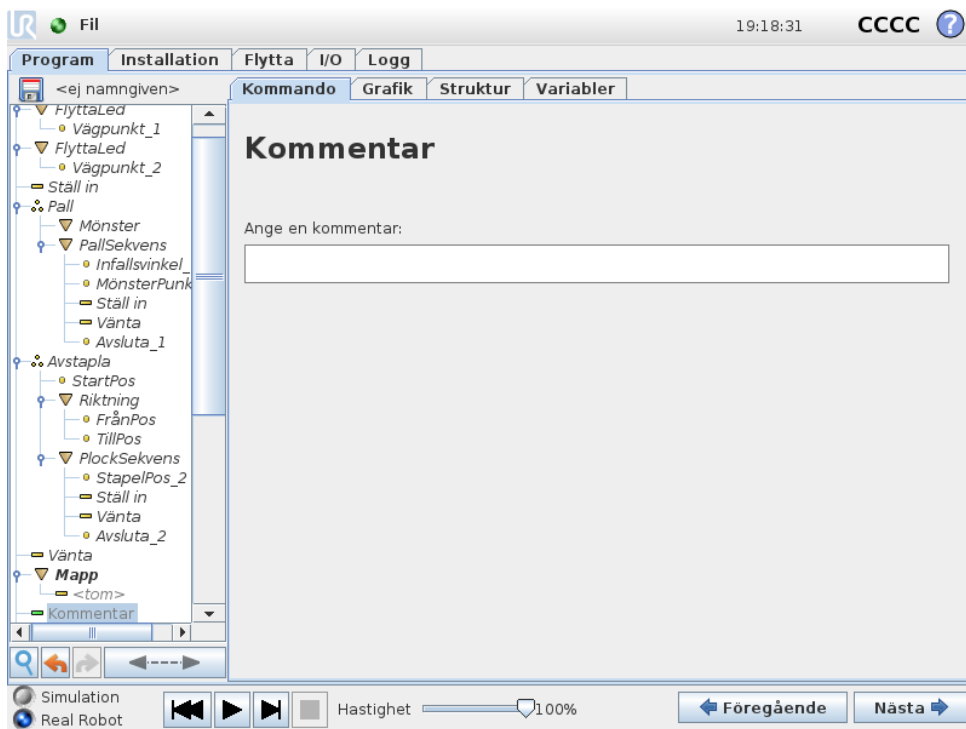 UR Fil 19:18:31 CCCC ?
Program Installation Flytta I/O Logg
<ej namngiven> Kommando Grafik Struktur Variabler
FlyttaLed
Vägpunkt_1
FlyttaLed
Vägpunkt_2
Ställ in
Pall
Mönster
PallSekvens
Infallsvinkel_
MönsterPunk
Ställ in
Vänta
Avsluta_1
Avstapla
StartPos
Riktning
FrånPos
TillPos
PlockSekvens
StapelPos_2
Ställ in
Vänta
Avsluta_2
Vänta
Mapp
<tom>
Kommentar
Kommentar
Ange en kommentar:
Simulation
Real Robot
Hastighet 100%
Föregående Nästa